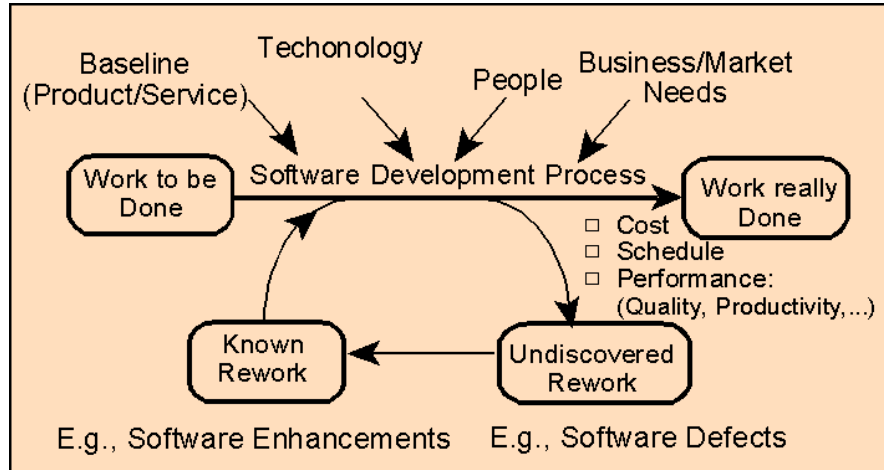 Baseline
(Product/Service)
Techonology
People
Business/Market
Needs
Work to be
Done
Software Development Process
Work really
Done
□ Cost
□ Schedule
□ Performance:
(Quality, Productivity,...)
Known
Rework
Undiscovered
Rework
E.g., Software Enhancements
E.g., Software Defects